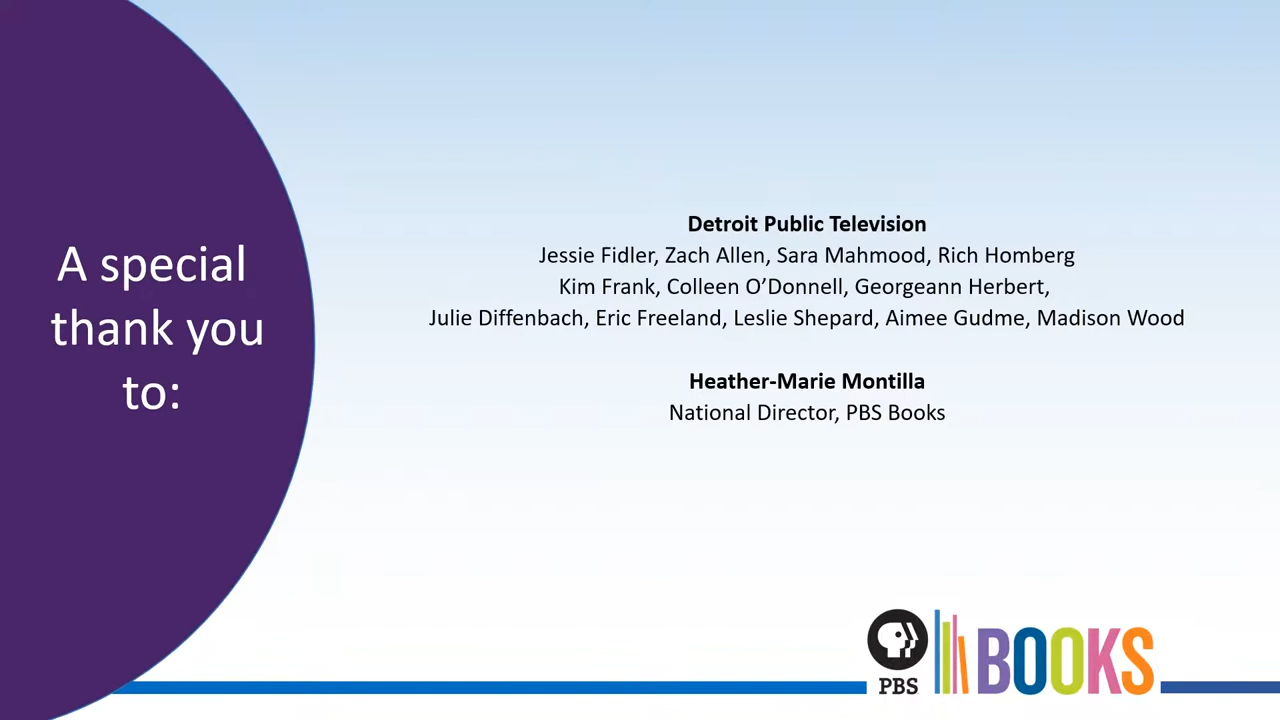 A special
thank you
to:
Detroit Public Television
Jessie Fidler, Zach Allen, Sara Mahmood, Rich Homberg
Kim Frank, Colleen O’Donnell, Georgeann Herbert,
Julie Diffenbach, Eric Freeland, Leslie Shepard, Aimee Gudme, Madison Wood
Heather-Marie Montilla
National Director, PBS Books
PBS
BOOKS